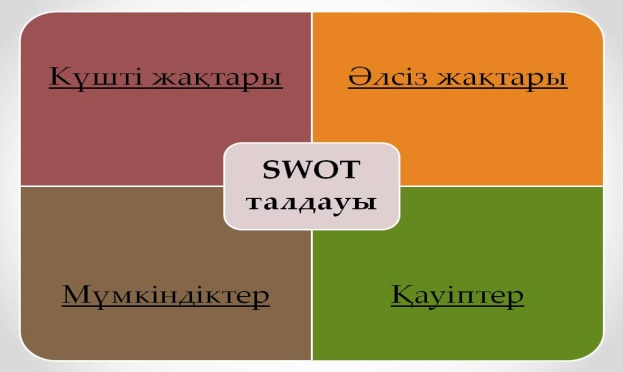 Күшті жақтары
Әлсіз жақтары
SWOT
талдауы
Мүмкіндіктер
Қауіптер